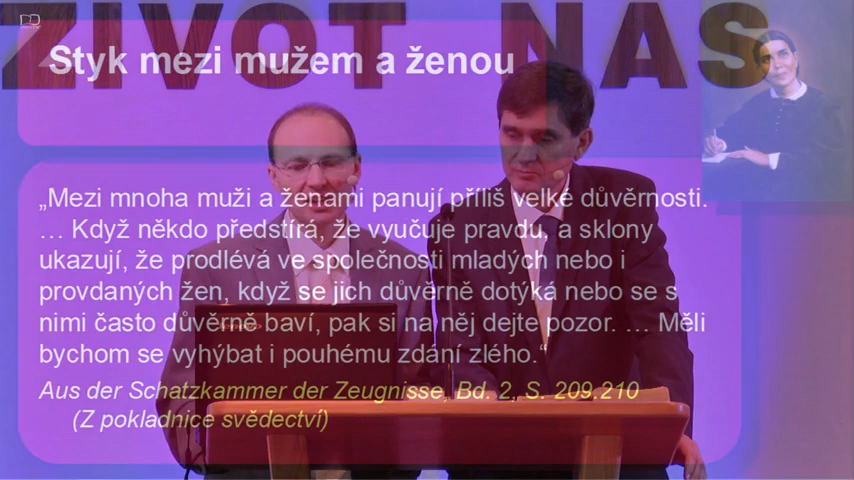 ŽIVOT NÁS
Styk mezi mužem a ženou
„Mezi mnoha muži a ženami panují příliš velké důvěrnosti.
… Když někdo předstírá, že vyučuje pravdu, a sklony
ukazují, že prodlévá ve společnosti mladých nebo i
provdaných žen, když se jich důvěrně dotýká nebo se s
nimi často důvěrně baví, pak si na něj dejte pozor. … Měli
bychom se vyhýbat i pouhému zdání zlého.“
Aus der Schatzkammer der Zeugnisse, Bd. 2, S. 209.210
(Z pokladnice svědectví)